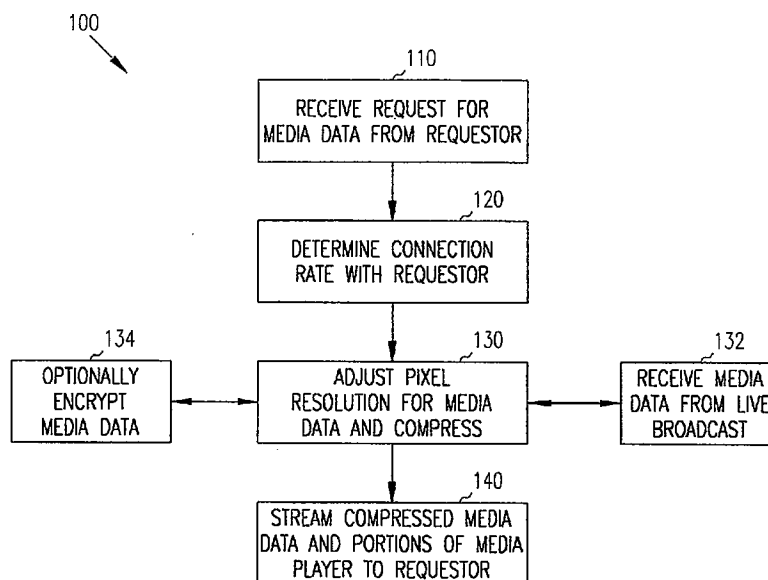 100
110
RECEIVE REQUEST FOR
MEDIA DATA FROM REQUESTOR
120
DETERMINE CONNECTION
RATE WITH REQUESTOR
134
OPTIONALLY
ENCRYPT
MEDIA DATA
130
ADJUST PIXEL
RESOLUTION FOR MEDIA
DATA AND COMPRESS
132
RECEIVE MEDIA
DATA FROM LIVE
BROADCAST
140
STREAM COMPRESSED MEDIA
DATA AND PORTIONS OF MEDIA
PLAYER TO REQUESTOR